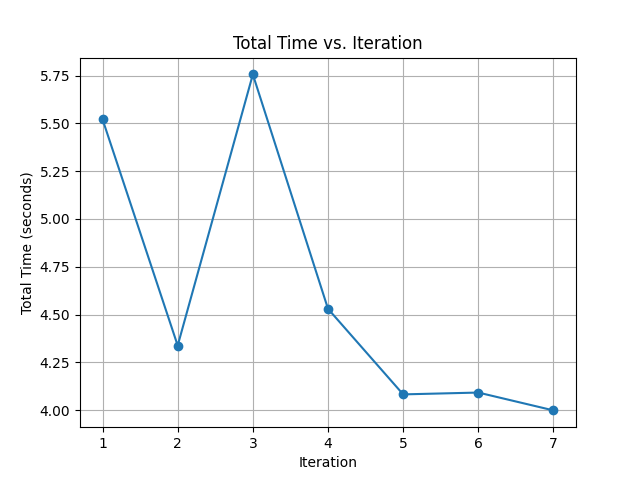 Total Time vs. Iteration
5.75
5.50
5.25
5.00
4.75
4.50
4.25
4.00
Total Time (seconds)
1 2 3 4 5 6 7
Iteration